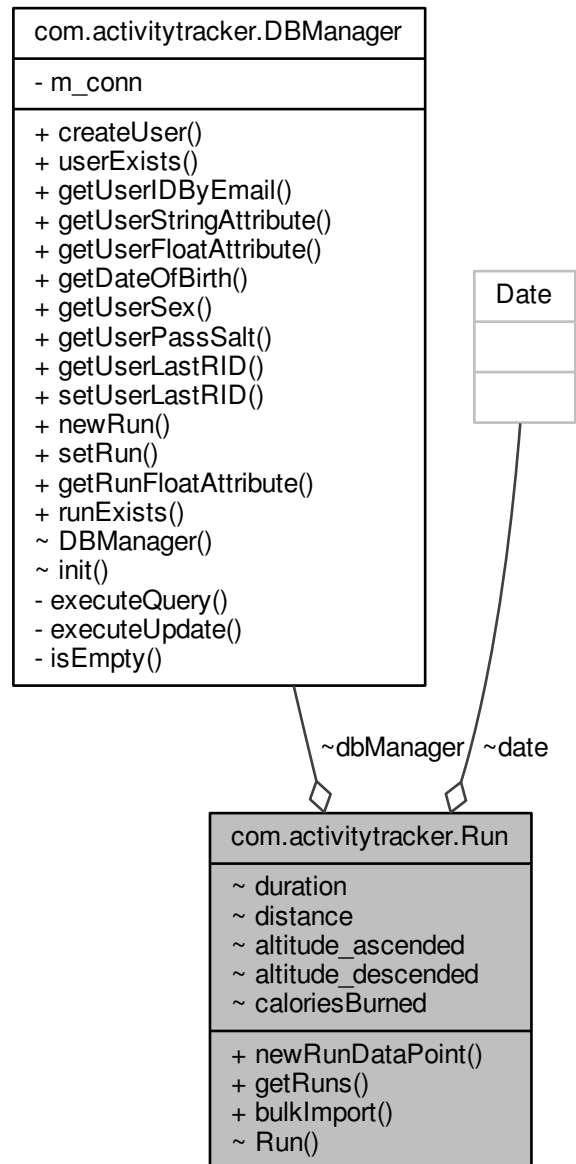 com.activitytracker.DBManager
- m_conn
+ createUser()
+ userExists()
+ getUserIDByEmail()
+ getUserStringAttribute()
+ getUserFloatAttribute()
+ getDateOfBirth()
+ getUserSex()
+ getUserPassSalt()
+ getUserLastRID()
+ setUserLastRID()
+ newRun()
+ setRun()
+ getRunFloatAttribute()
+ runExists()
~ DBManager()
~ init()
- executeQuery()
- executeUpdate()
- isEmpty()
Date
~dbManager
~date
com.activitytracker.Run
~ duration
~ distance
~ altitude_ascended
~ altitude_descended
~ caloriesBurned
+ newRunDataPoint()
+ getRuns()
+ bulkImport()
~ Run()